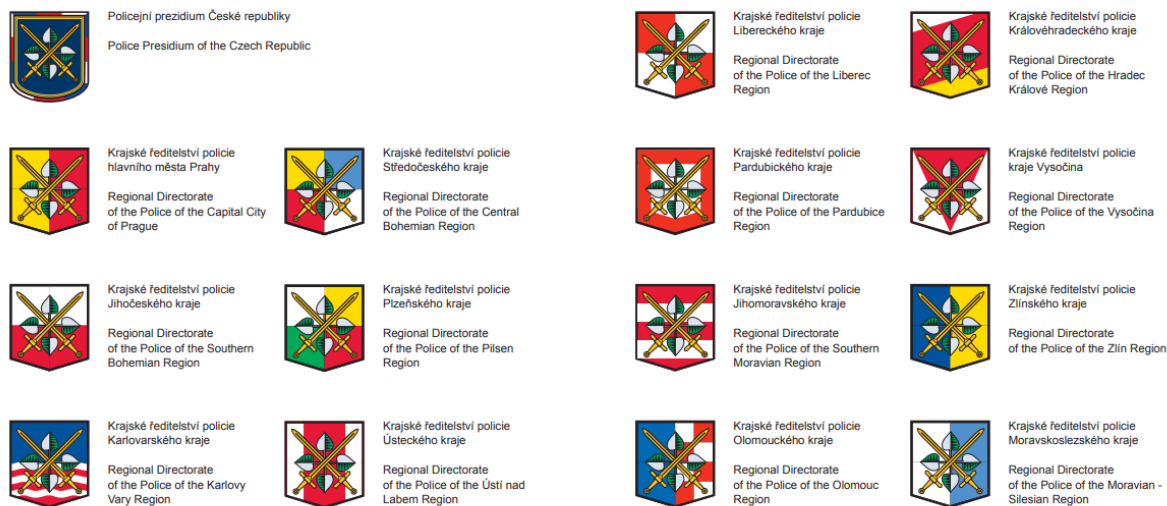 Policejní prezidium České republiky
Police Presidium of the Czech Republic
Krajské ředitelství policie
hlavního města Prahy
Regional Directorate
of the Police of the Capital City
of Prague
Krajské ředitelství policie
Středočeského kraje
Regional Directorate
of the Police of the Central
Bohemian Region
Krajské ředitelství policie
Jihočeského kraje
Regional Directorate
of the Police of the Southern
Bohemian Region
Krajské ředitelství policie
Plzeňského kraje
Regional Directorate
of the Police of the Pilsen
Region
Krajské ředitelství policie
Karlovarského kraje
Regional Directorate
of the Police of the Karlovy
Vary Region
Krajské ředitelství policie
Ústeckého kraje
Regional Directorate
of the Police of the Ústí nad
Labem Region
Krajské ředitelství policie
Libereckého kraje
Regional Directorate
of the Police of the Liberec
Region
Krajské ředitelství policie
Královéhradeckého kraje
Regional Directorate
of the Police of the Hradec
Králové Region
Krajské ředitelství policie
Pardubického kraje
Regional Directorate
of the Police of the Pardubice
Region
Krajské ředitelství policie
kraje Vysočina
Regional Directorate
of the Police of the Vysočina
Region
Krajské ředitelství policie
Jihomoravského kraje
Regional Directorate
of the Police of the Southern
Moravian Region
Krajské ředitelství policie
Zlínského kraje
Regional Directorate
of the Police of the Zlín Region
Krajské ředitelství policie
Olomouckého kraje
Regional Directorate
of the Police of the Olomouc
Region
Krajské ředitelství policie
Moravskoslezského kraje
Regional Directorate
of the Police of the Moravian -
Silesian Region